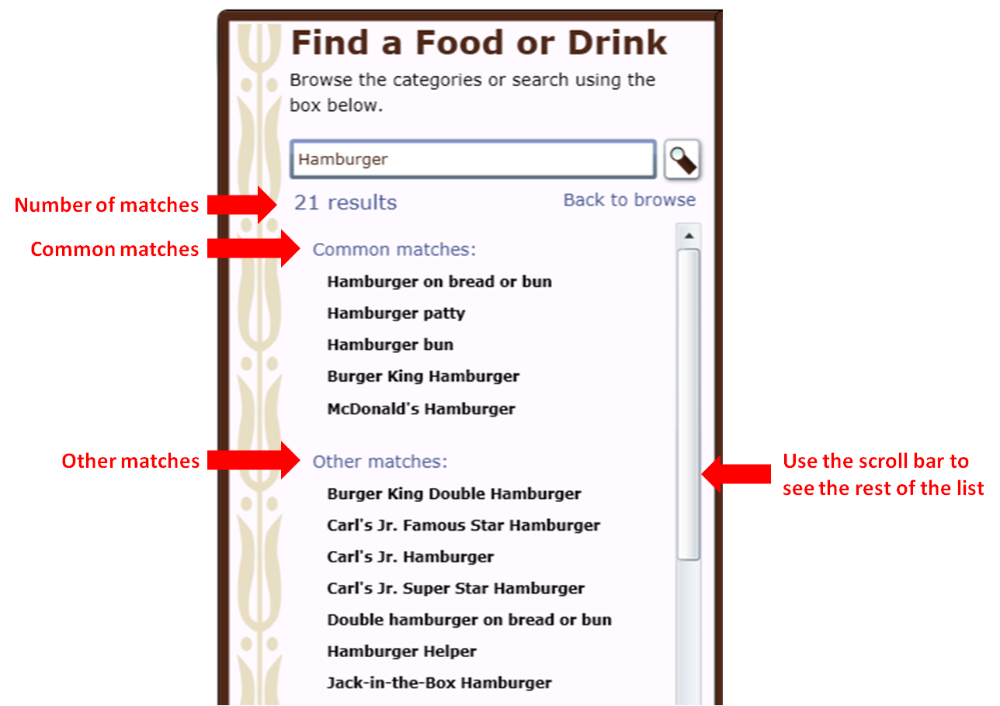 Find a Food or Drink
Browse the categories or search using the
box below.
Hamburger
Number of matches
21 results
Back to browse
Common matches
Common matches:
Hamburger on bread or bun
Hamburger patty
Hamburger bun
Burger King Hamburger
McDonald's Hamburger
Other matches
Other matches:
Use the scroll bar to
see the rest of the list
Burger King Double Hamburger
Carl's Jr. Famous Star Hamburger
Carl's Jr. Hamburger
Carl's Jr. Super Star Hamburger
Double hamburger on bread or bun
Hamburger Helper
Jack-in-the-Box Hamburger